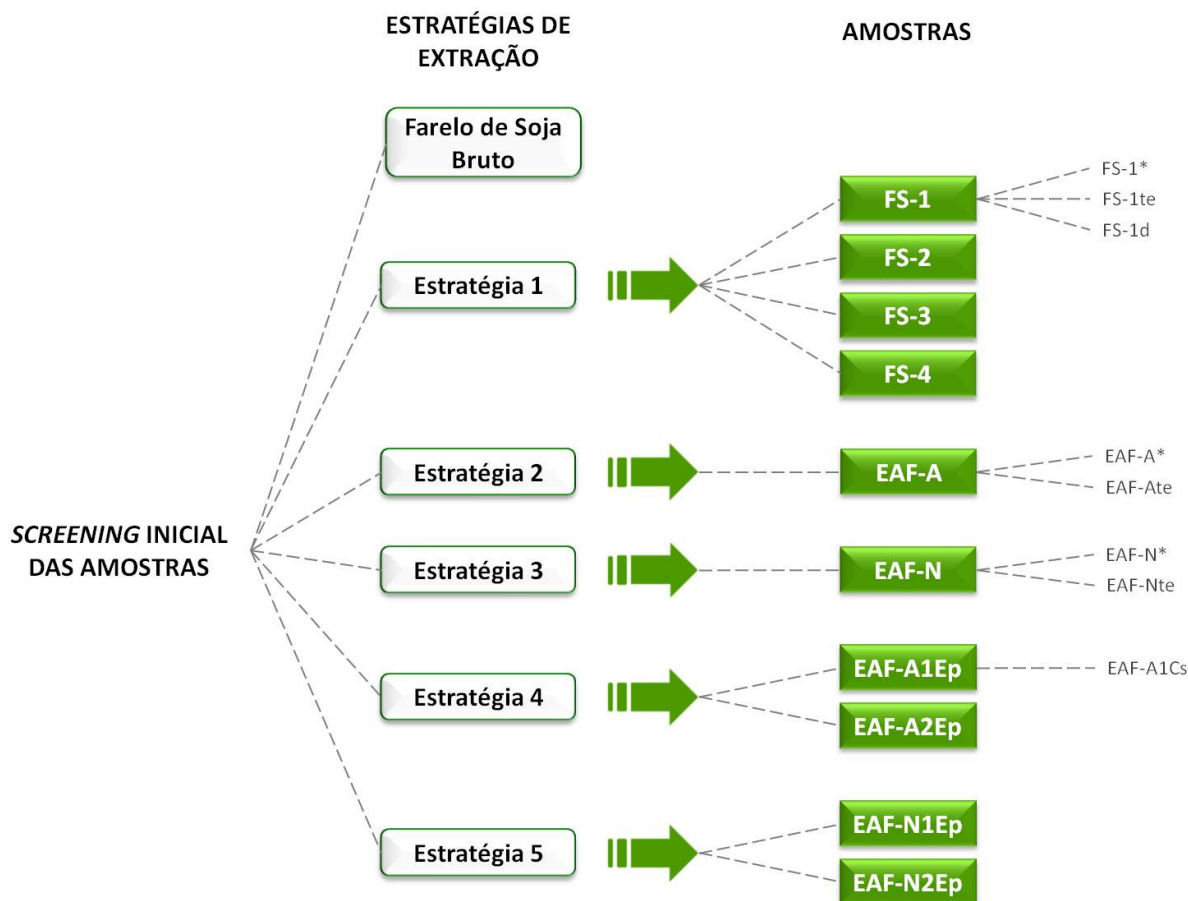 ESTRATÉGIAS DE
EXTRAÇÃO
AMOSTRAS
Farelo de Soja
Bruto
FS-1
FS-1*
FS-1te
FS-1d
Estratégia 1
FS-2
FS-3
FS-4
Estratégia 2
EAF-A
EAF-A*
EAF-Ate
SCREENING INICIAL
DAS AMOSTRAS
Estratégia 3
EAF-N
EAF-N*
EAF-Nte
Estratégia 4
EAF-A1Ep
EAF-A1Cs
EAF-A2Ep
Estratégia 5
EAF-N1Ep
EAF-N2Ep